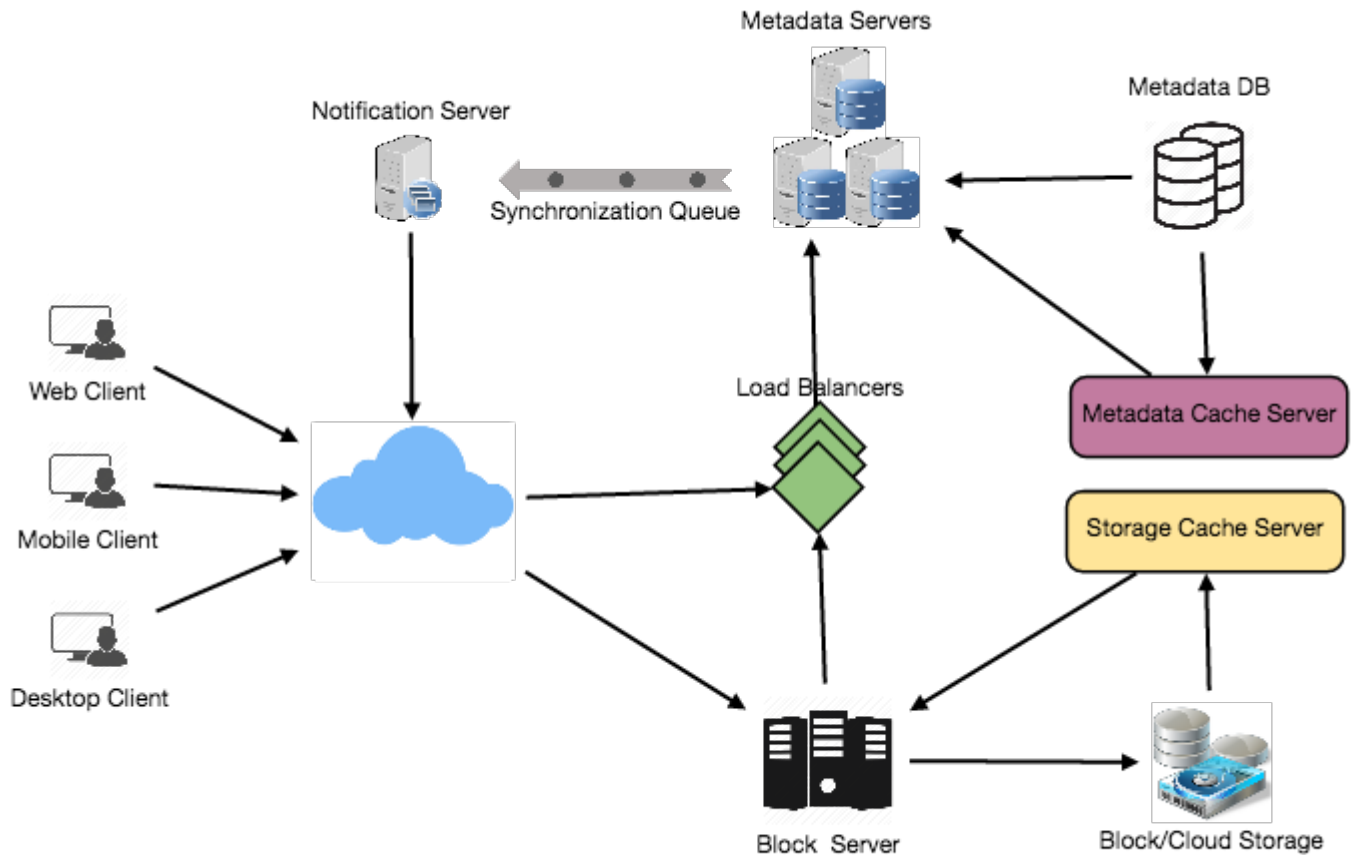 Metadata Servers
Metadata DB
Notification Server
Synchronization Queue
Web Client
Load Balancers
Metadata Cache Server
Mobile Client
Storage Cache Server
Desktop Client
Block Server
Block/Cloud Storage